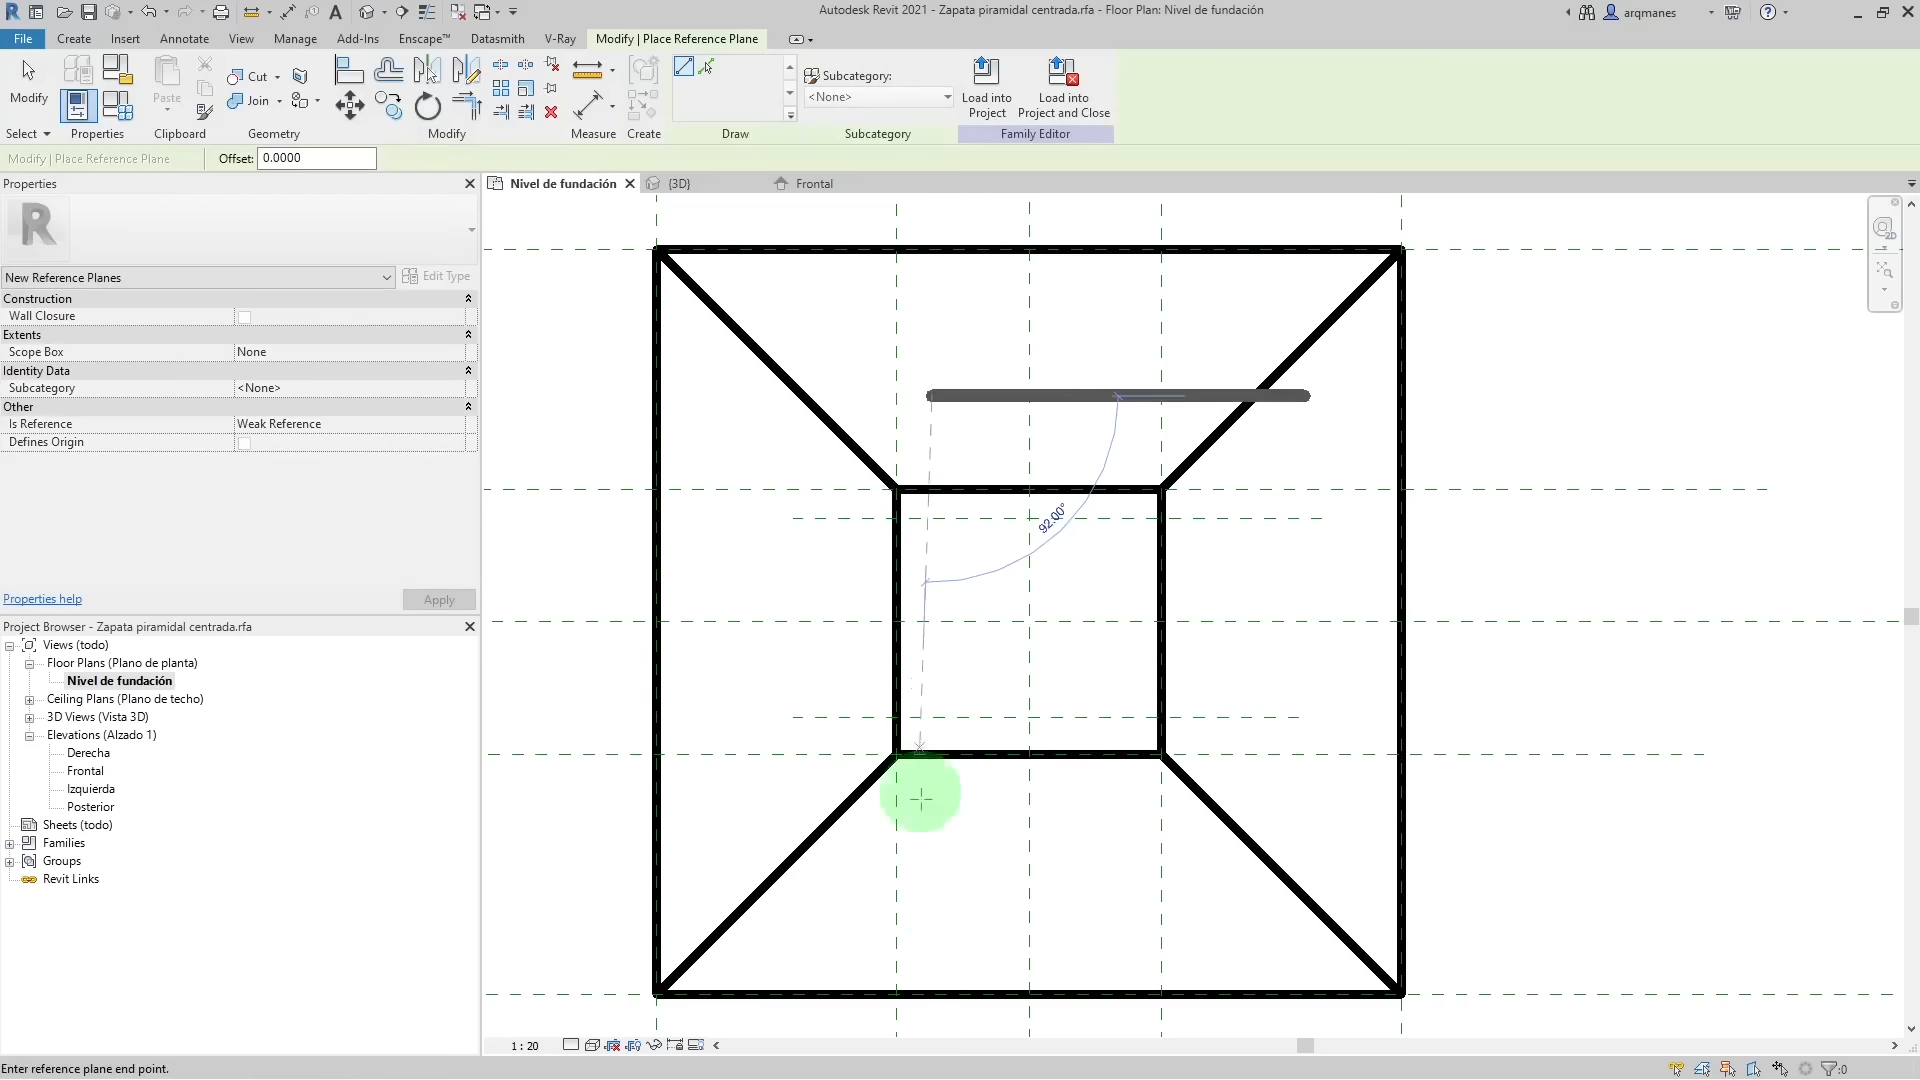 Autodesk Revit 2021 - Zapata piramidal centrada.rfa - Floor Plan: Nivel de fundación
arqmanes
File Create Insert Annotate View Manage Add-Ins Enscape™ Datasmith V-Ray Modify | Place Reference Plane
Modify
Paste
Cut
Join
Subcategory:
<None>
Load into Project
Load into Project and Close
Select Properties Clipboard Geometry Modify Measure Create Draw Subcategory Family Editor
Modify | Place Reference Plane Offset: 0.0000
Properties
Nivel de fundación {3D} Frontal
R
New Reference Planes Edit Type
Construction
Wall Closure
Extents
Scope Box None
Identity Data
Subcategory <None>
Other
Is Reference Weak Reference
Defines Origin
92.00°
2D
Properties help Apply
Project Browser - Zapata piramidal centrada.rfa
Views (todo)
Floor Plans (Plano de planta)
Nivel de fundación
Ceiling Plans (Plano de techo)
3D Views (Vista 3D)
Elevations (Alzado 1)
Derecha
Frontal
Izquierda
Posterior
Sheets (todo)
Families
Groups
Revit Links
1 : 20
Enter reference plane end point.
:0